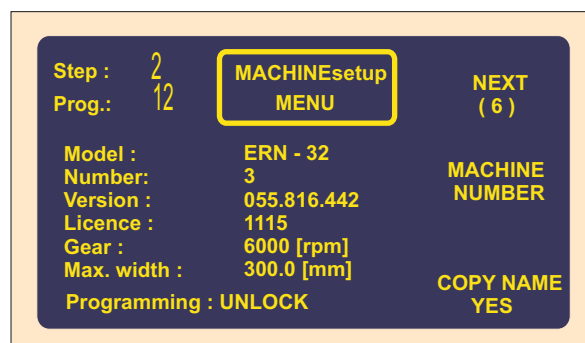 Step : 2
Prog.: 12
MACHINEsetup
MENU
NEXT
( 6 )
Model : ERN - 32
Number: 3
Version : 055.816.442
Licence : 1115
Gear : 6000 [rpm]
Max. width : 300.0 [mm]
MACHINE
NUMBER
Programming : UNLOCK
COPY NAME
YES